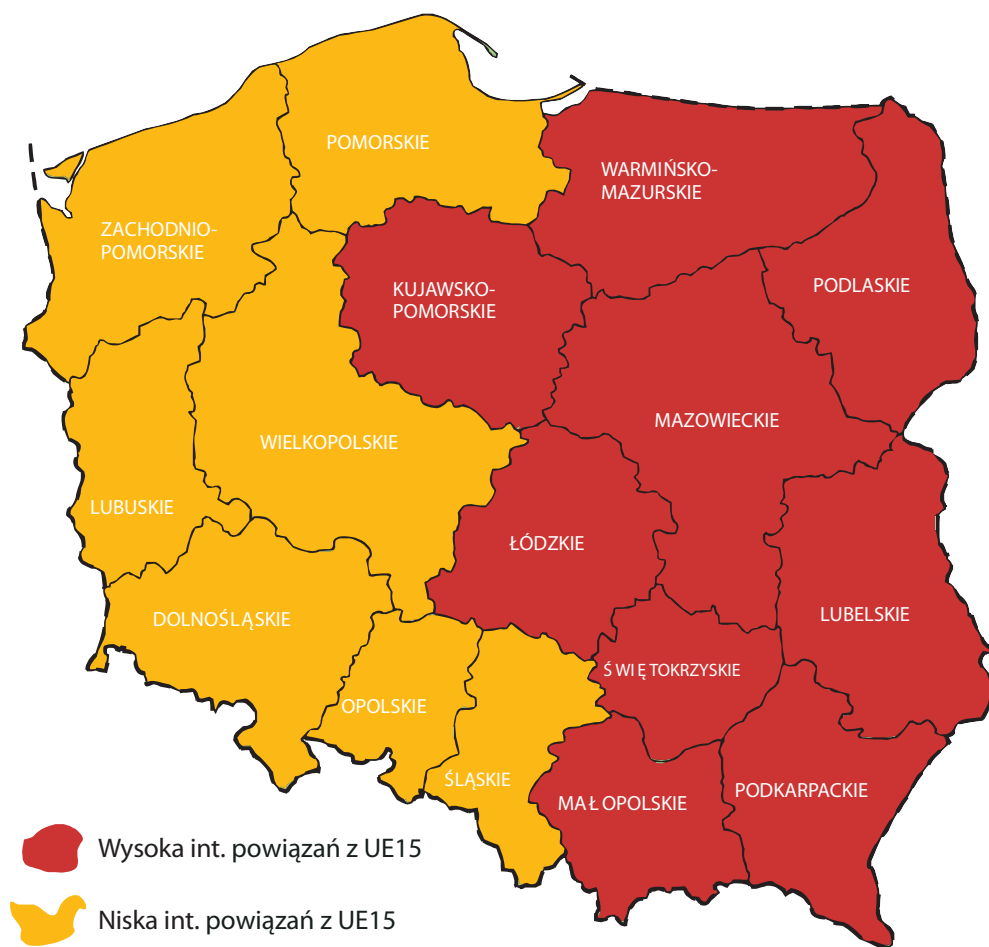 POMORSKIE
WARMIŃSKO-
MAZURSKIE
ZACHODNIO-
POMORSKIE
PODLASKIE
KUJAWSKO-
POMORSKIE
MAZOWIECKIE
WIELKOPOLSKIE
LUBUSKIE
ŁÓDZKIE
DOLNOŚLĄSKIE
LUBELSKIE
Ś WI Ę TOKRZYSKIE
OPOLSKIE
ŚLĄSKIE
MAŁ OPOLSKIE
PODKARPACKIE
Wysoka int. powiązań z UE15
Niska int. powiązań z UE15